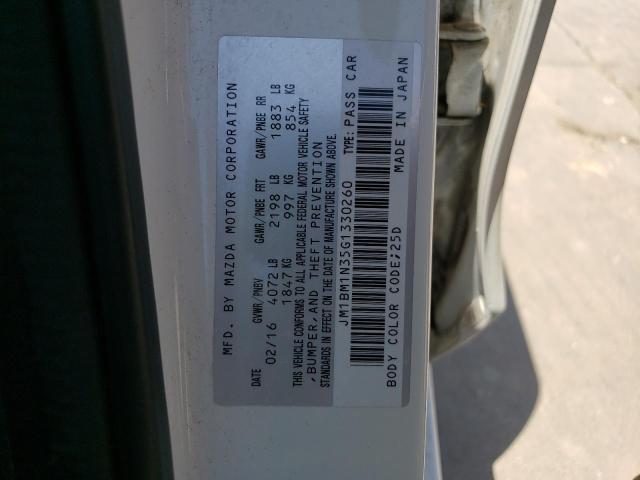 MFD. BY MAZDA MOTOR CORPORATION
DATE GVWR/PNBV GAWR/PNBE FRT GAWR/PNBE RR
02/16 4072 LB 2198 LB 1883 LB
1847 KG 997 KG 854 KG
THIS VEHICLE CONFORMS TO ALL APPLICABLE FEDERAL MOTOR VEHICLE SAFETY
,BUMPER,AND THEFT PREVENTION
STANDARDS IN EFFECT ON THE DATE OF MANUFACTURE SHOWN ABOVE.
JM1BM1N35G1330260 TYPE: PASS CAR
BODY COLOR CODE;25D MADE IN JAPAN